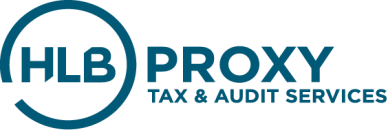 HLB PROXY
TAX & AUDIT SERVICES